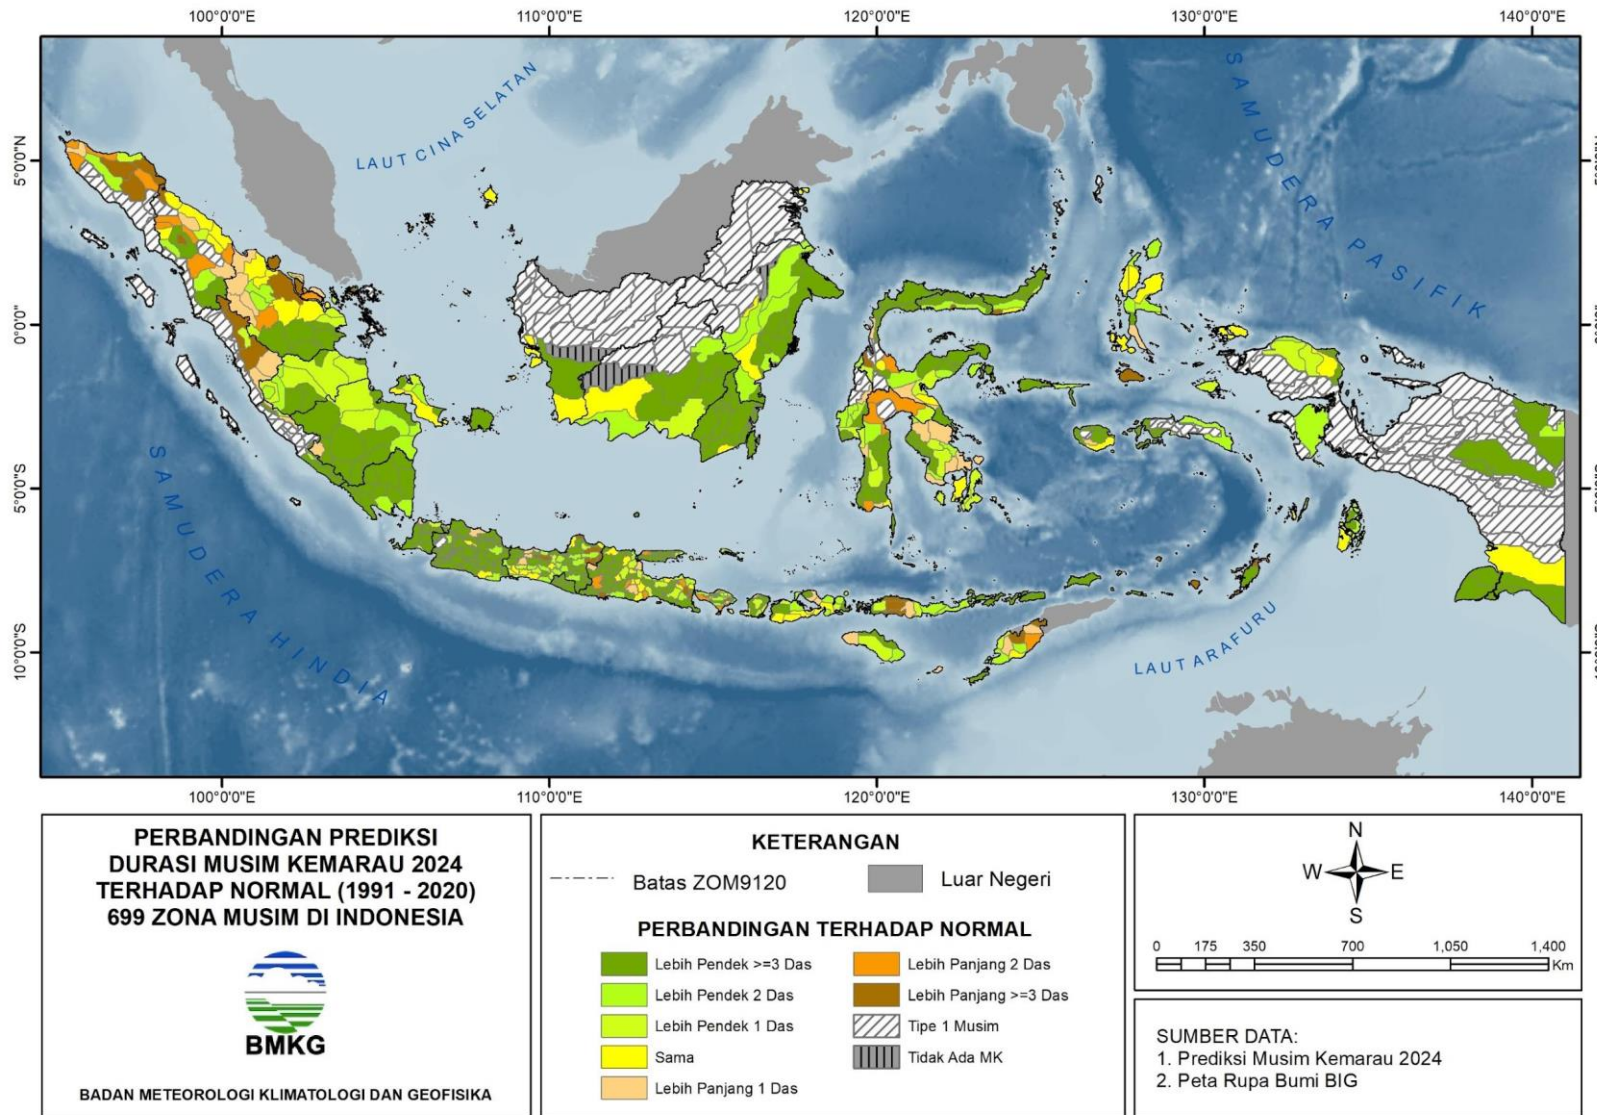 100°0'0"E 110°0'0"E 120°0'0"E 130°0'0"E 140°0'0"E
5°0'0"N
0°0'0"
5°0'0"S
10°0'0"S
LAUT CINA SELATAN
SAMUDERA PASIFIK
SAMUDERA HINDIA
LAUT ARAFURU
100°0'0"E 110°0'0"E 120°0'0"E 130°0'0"E 140°0'0"E
PERBANDINGAN PREDIKSI
DURASI MUSIM KEMARAU 2024
TERHADAP NORMAL (1991 - 2020)
699 ZONA MUSIM DI INDONESIA
BMKG
BADAN METEOROLOGI KLIMATOLOGI DAN GEOFISIKA
KETERANGAN
Batas ZOM9120
Luar Negeri
PERBANDINGAN TERHADAP NORMAL
Lebih Pendek >=3 Das
Lebih Pendek 2 Das
Lebih Pendek 1 Das
Sama
Lebih Panjang 1 Das
Lebih Panjang 2 Das
Lebih Panjang >=3 Das
Tipe 1 Musim
Tidak Ada MK
N
W E
S
0 175 350 700 1,050 1,400
Km
SUMBER DATA:
1. Prediksi Musim Kemarau 2024
2. Peta Rupa Bumi BIG